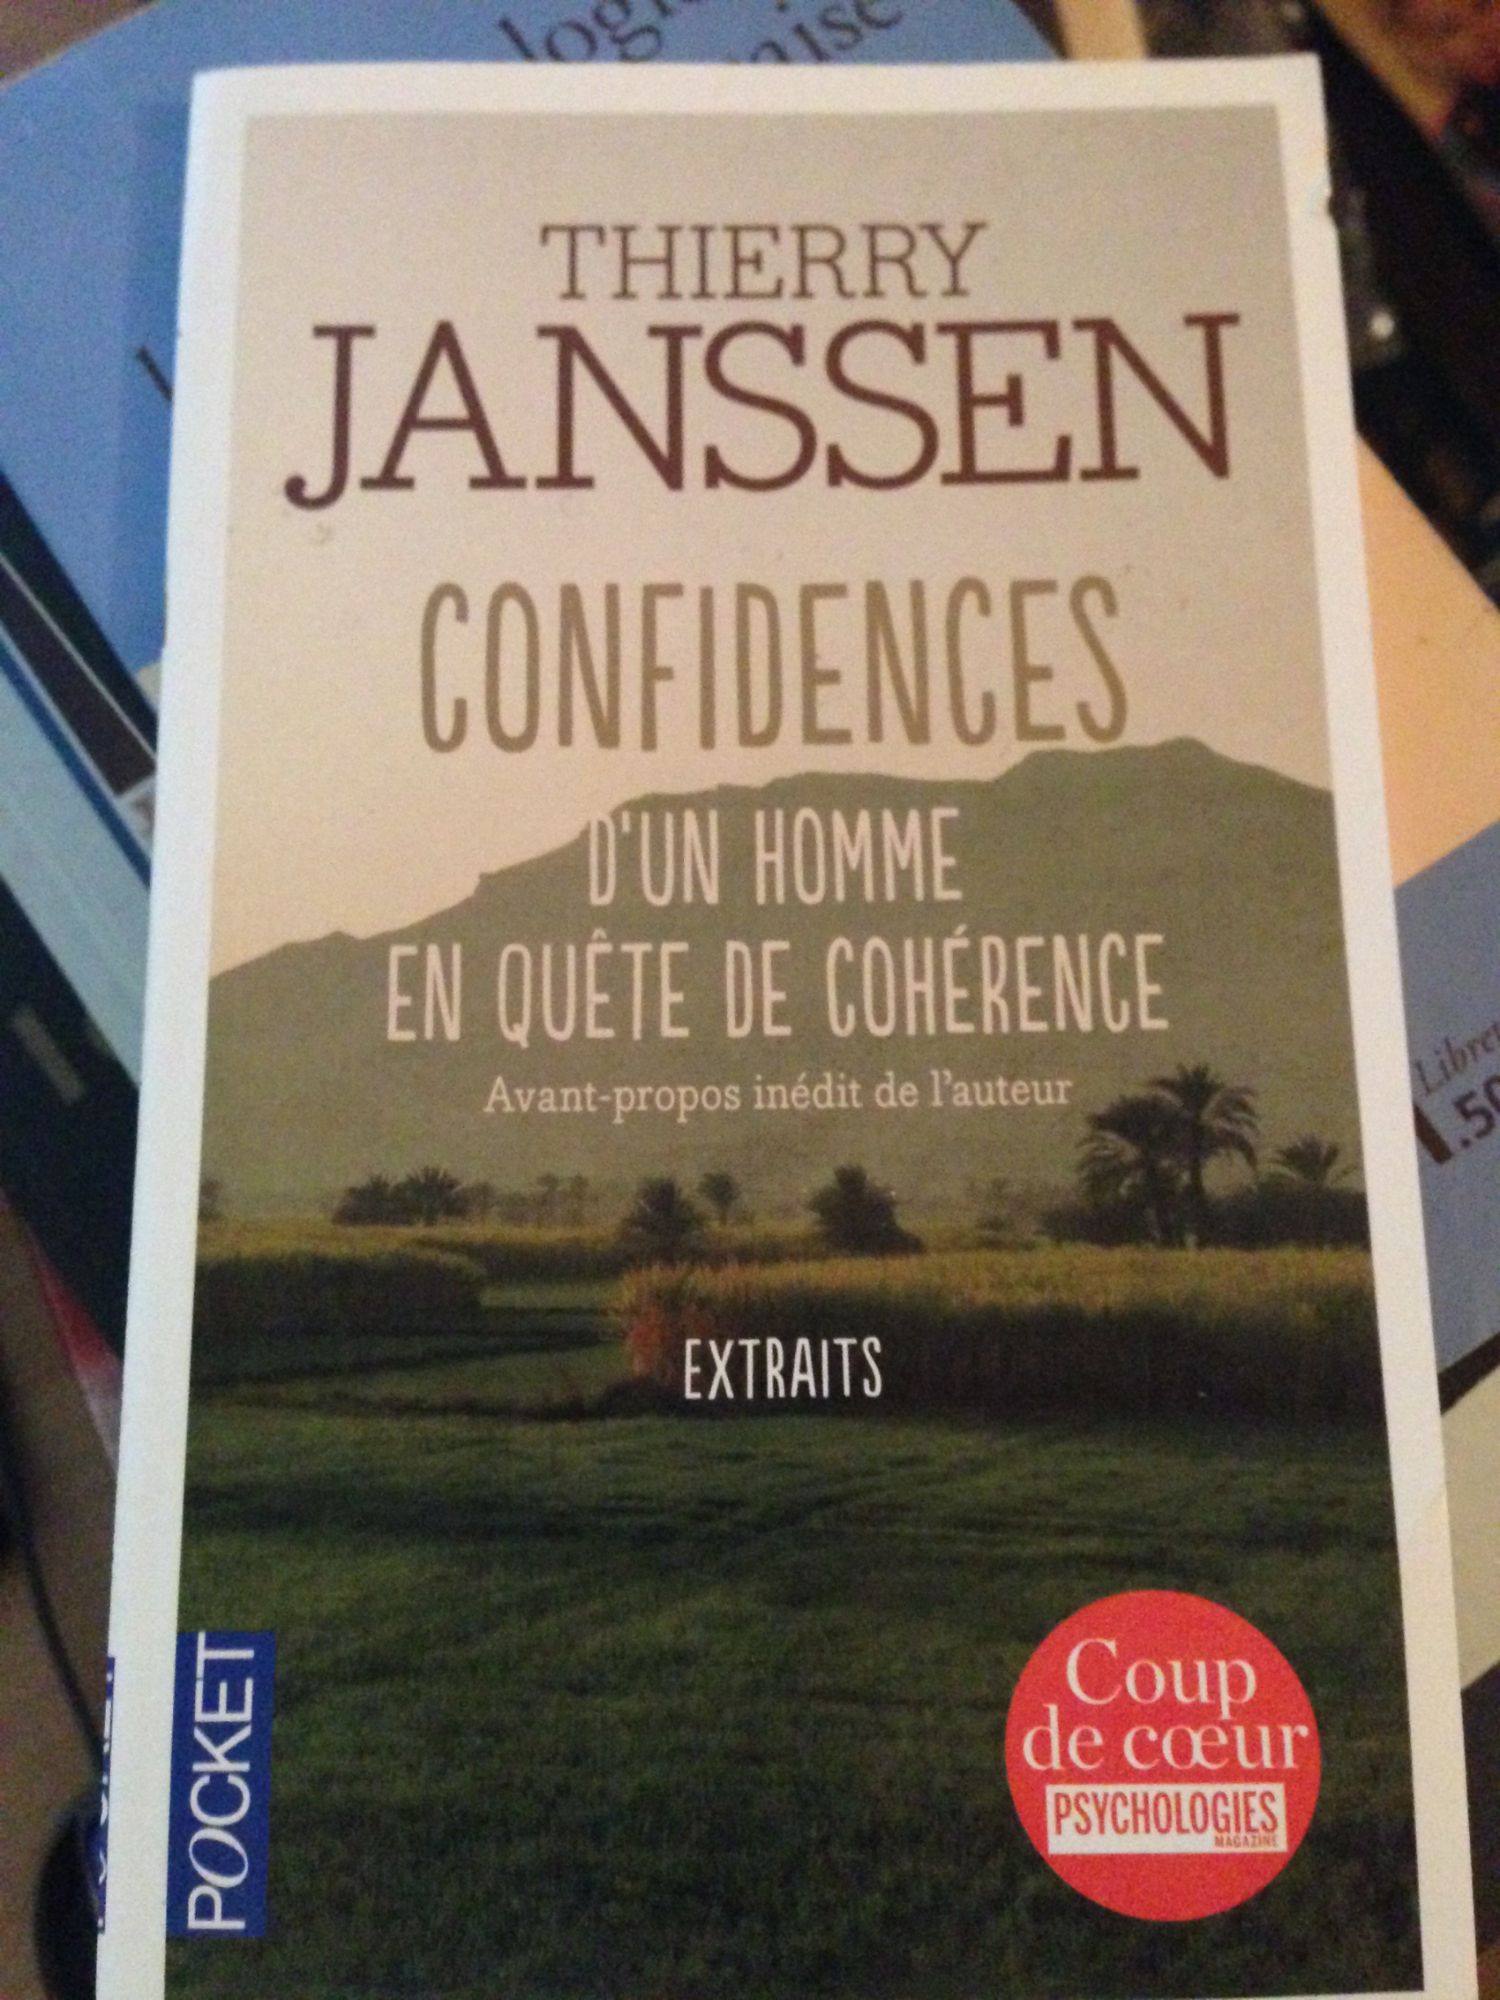 THIERRY
JANSSEN
CONFIDENCES
D'UN HOMME
EN QUÊTE DE COHÉRENCE
Avant-propos inédit de l'auteur
EXTRAITS
POCKET
Coup
de cœur
PSYCHOLOGIES
MAGAZINE